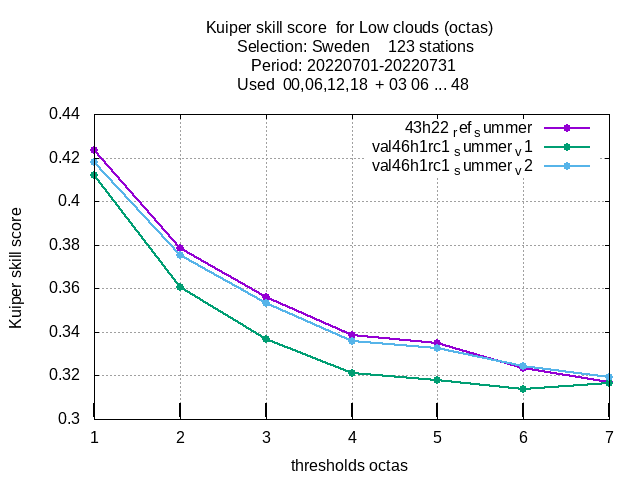 Kuiper skill score  for Low clouds (octas)
Selection: Sweden    123 stations
Period: 20220701-20220731
Used  00,06,12,18  + 03 06 ... 48
43h22 ref summer
val46h1rc1 summer v1
val46h1rc1 summer v2
0.44
0.42
0.4
0.38
0.36
0.34
0.32
0.3
Kuiper skill score
1 2 3 4 5 6 7
thresholds octas